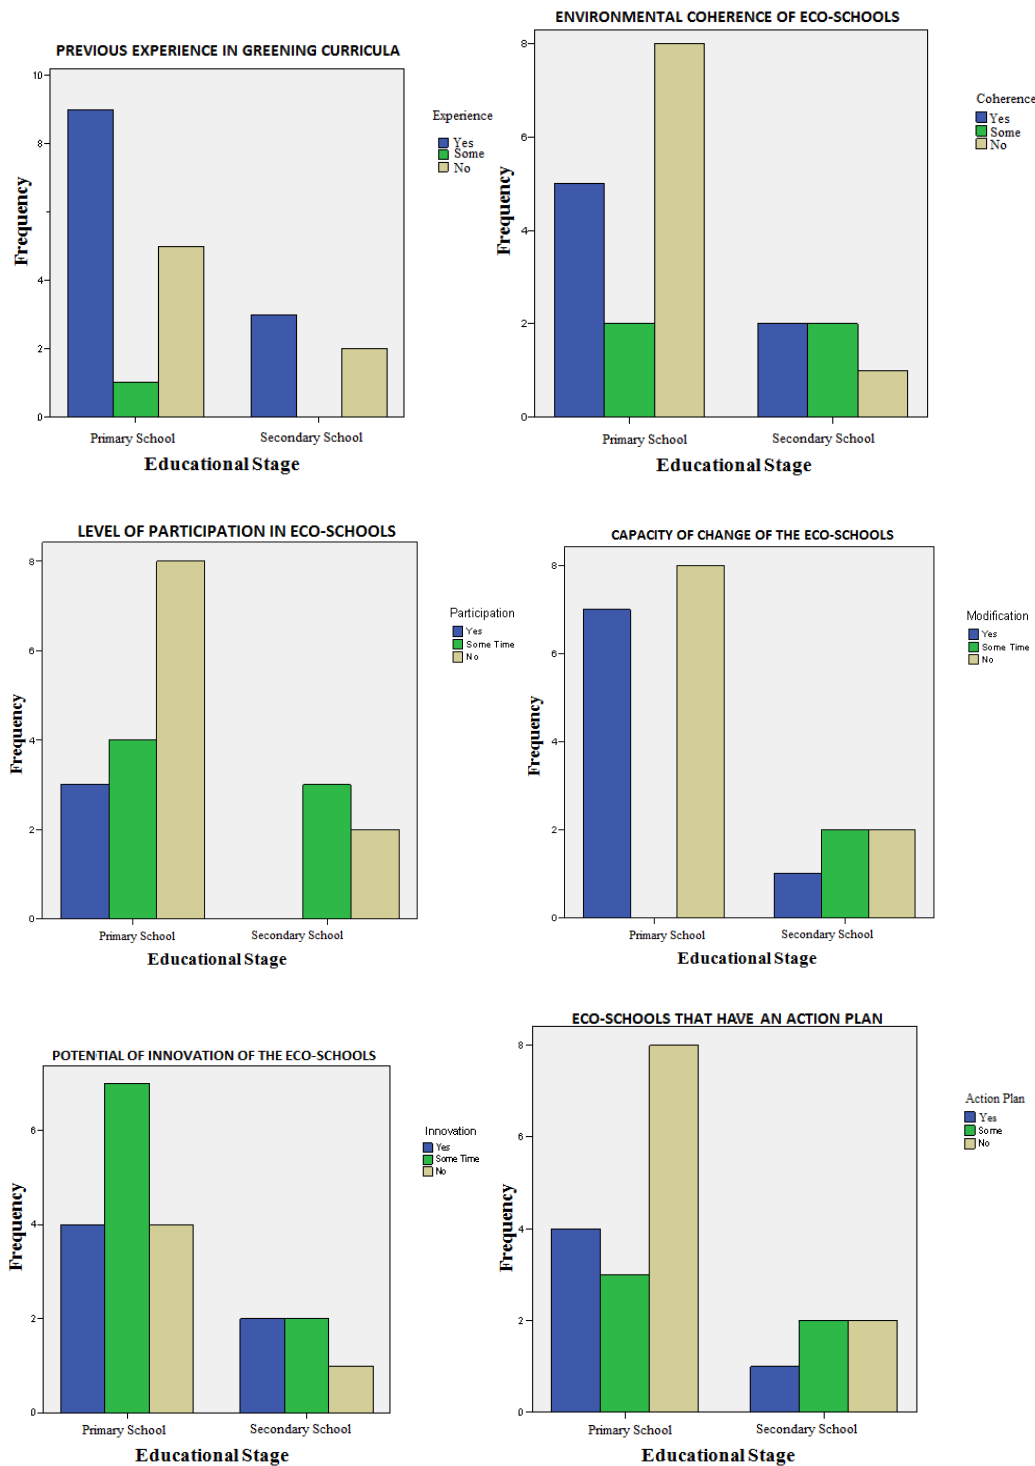 PREVIOUS EXPERIENCE IN GREENING CURRICULA
10
8
4
2
0
Frequency
Primary School
Secondary School
Educational Stage
Experience
Yes
Some
No
ENVIRONMENTAL COHERENCE OF ECO-SCHOOLS
8
6
4
2
0
Frequency
Primary School
Secondary School
Educational Stage
Coherence
Yes
Some
No
LEVEL OF PARTICIPATION IN ECO-SCHOOLS
8
6
4
2
0
Frequency
Primary School
Secondary School
Educational Stage
Participation
Yes
Some Time
No
CAPACITY OF CHANGE OF THE ECO-SCHOOLS
8
6
4
2
0
Frequency
Primary School
Secondary School
Educational Stage
Modification
Yes
Some Time
No
POTENTIAL OF INNOVATION OF THE ECO-SCHOOLS
6
4
2
0
Frequency
Primary School
Secondary School
Educational Stage
Innovation
Yes
Some Time
No
ECO-SCHOOLS THAT HAVE AN ACTION PLAN
8
6
4
2
0
Frequency
Primary School
Secondary School
Educational Stage
Action Plan
Yes
Some
No